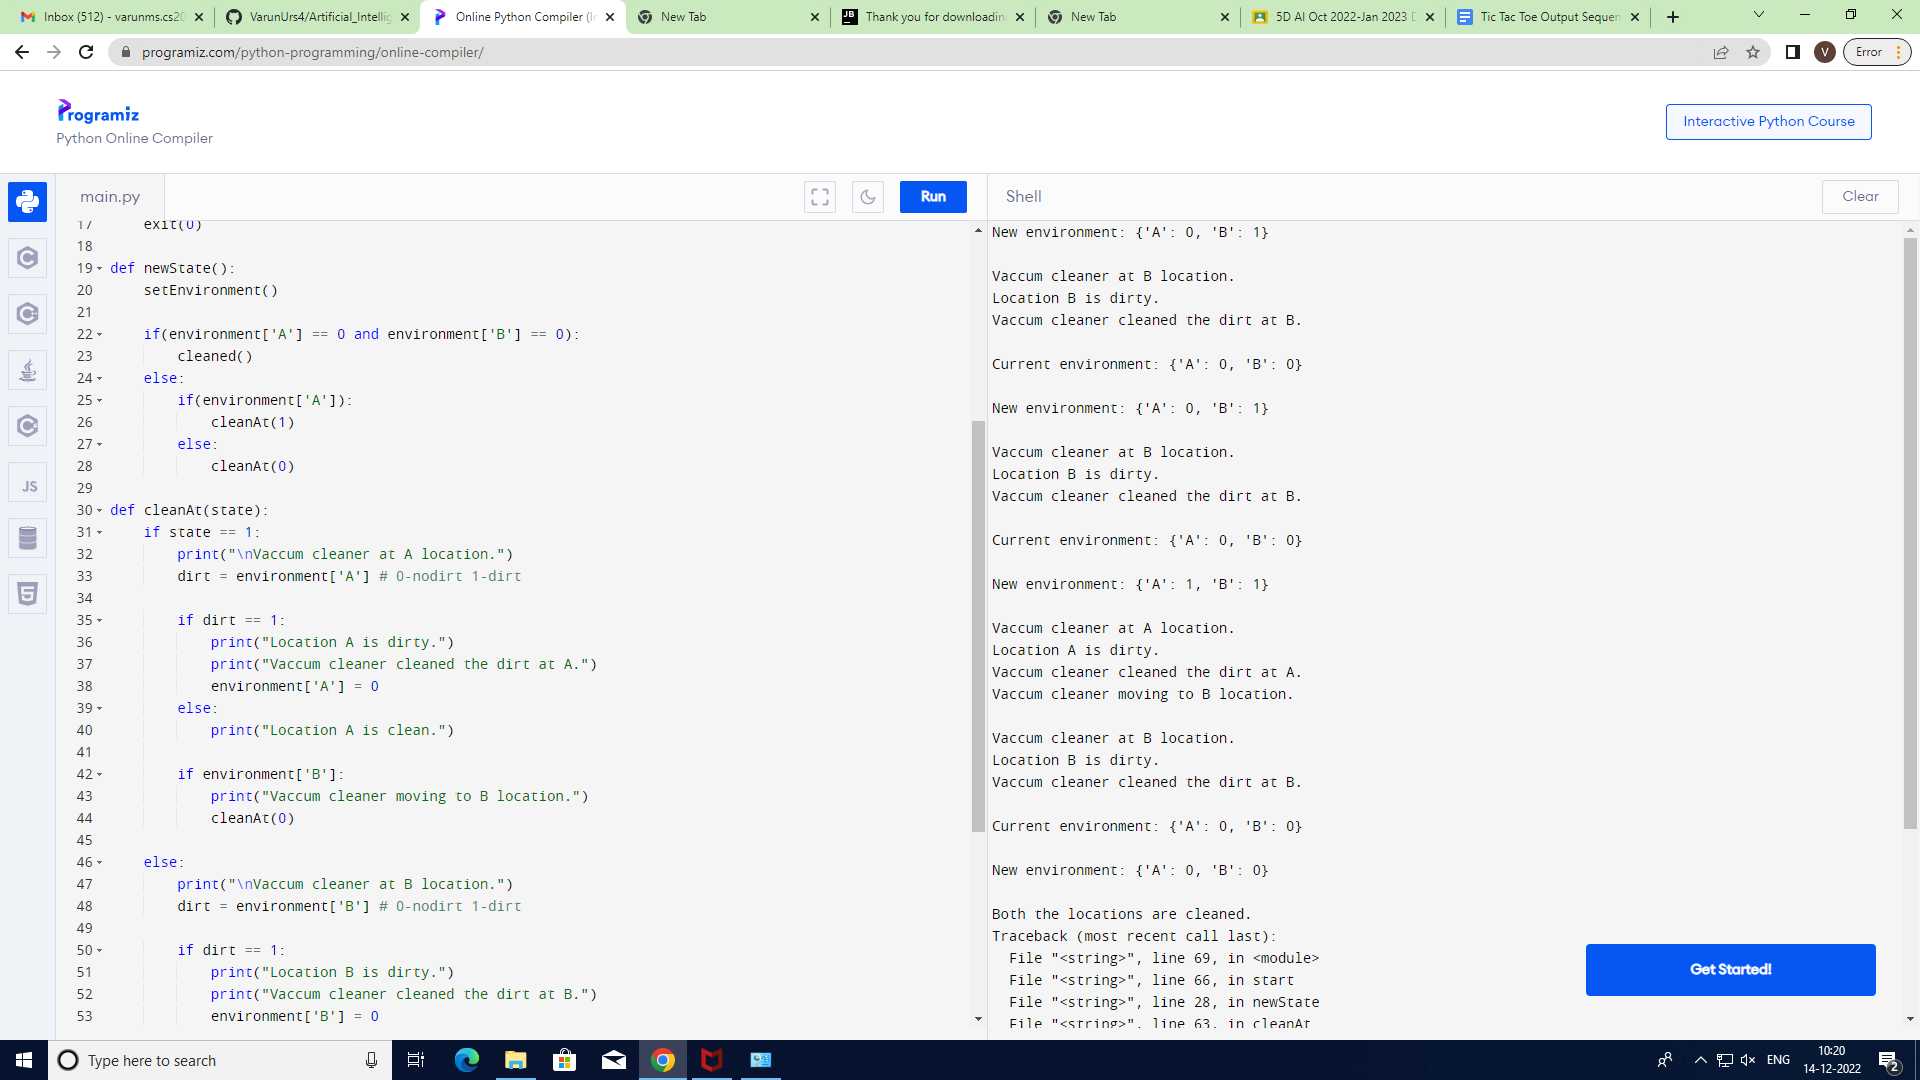 Inbox (512) - varunms.cs20
VarunUrs4/Artificial_Intellig
Online Python Compiler (In
New Tab
Thank you for downloadin
New Tab
5D AI Oct 2022-Jan 2023 D
Tic Tac Toe Output Sequen
programiz.com/python-programming/online-compiler/
V
Error
Programiz
Python Online Compiler
Interactive Python Course
main.py
Run
Shell
Clear
JS
17 exit(0)
18
19 def newState():
20 setEnvironment()
21
22 if(environment['A'] == 0 and environment['B'] == 0):
23 cleaned()
24 else:
25 if(environment['A']):
26 cleanAt(1)
27 else:
28 cleanAt(0)
29
30 def cleanAt(state):
31 if state == 1:
32 print("\nVaccum cleaner at A location.")
33 dirt = environment['A'] # 0-nodirt 1-dirt
34
35 if dirt == 1:
36 print("Location A is dirty.")
37 print("Vaccum cleaner cleaned the dirt at A.")
38 environment['A'] = 0
39 else:
40 print("Location A is clean.")
41
42 if environment['B']:
43 print("Vaccum cleaner moving to B location.")
44 cleanAt(0)
45
46 else:
47 print("\nVaccum cleaner at B location.")
48 dirt = environment['B'] # 0-nodirt 1-dirt
49
50 if dirt == 1:
51 print("Location B is dirty.")
52 print("Vaccum cleaner cleaned the dirt at B.")
53 environment['B'] = 0
New environment: {'A': 0, 'B': 1}
Vaccum cleaner at B location.
Location B is dirty.
Vaccum cleaner cleaned the dirt at B.
Current environment: {'A': 0, 'B': 0}
New environment: {'A': 0, 'B': 1}
Vaccum cleaner at B location.
Location B is dirty.
Vaccum cleaner cleaned the dirt at B.
Current environment: {'A': 0, 'B': 0}
New environment: {'A': 1, 'B': 1}
Vaccum cleaner at A location.
Location A is dirty.
Vaccum cleaner cleaned the dirt at A.
Vaccum cleaner moving to B location.
Vaccum cleaner at B location.
Location B is dirty.
Vaccum cleaner cleaned the dirt at B.
Current environment: {'A': 0, 'B': 0}
New environment: {'A': 0, 'B': 0}
Both the locations are cleaned.
Traceback (most recent call last):
File "<string>", line 69, in <module>
File "<string>", line 66, in start
File "<string>", line 28, in newState
File "<string>", line 63, in cleanAt
Get Started!
Type here to search
ENG
10:20
14-12-2022
2